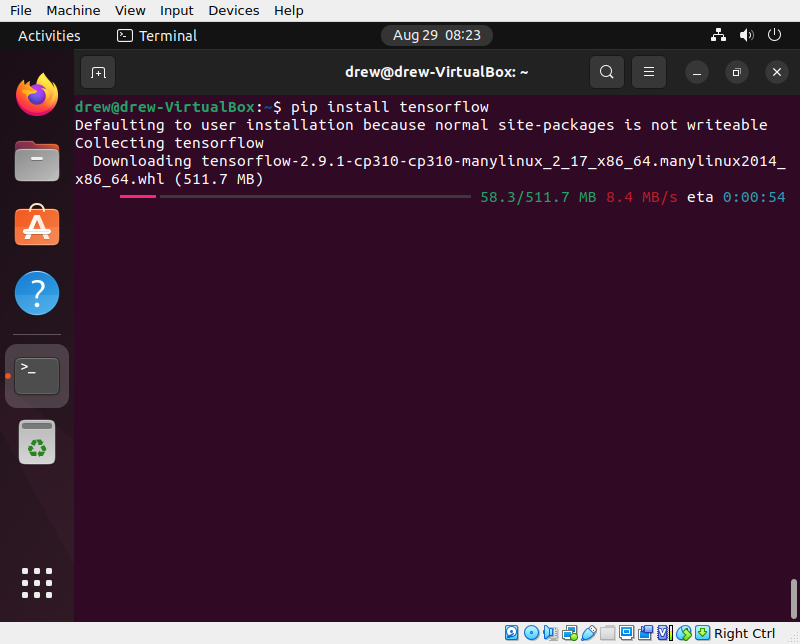 File Machine View Input Devices Help
Activities Terminal Aug 29 08:23
drew@drew-VirtualBox: ~
drew@drew-VirtualBox:~$ pip install tensorflow
Defaulting to user installation because normal site-packages is not writeable
Collecting tensorflow
Downloading tensorflow-2.9.1-cp310-cp310-manylinux_2_17_x86_64.manylinux2014_
x86_64.whl (511.7 MB)
58.3/511.7 MB 8.4 MB/s eta 0:00:54
?
>_
Right Ctrl